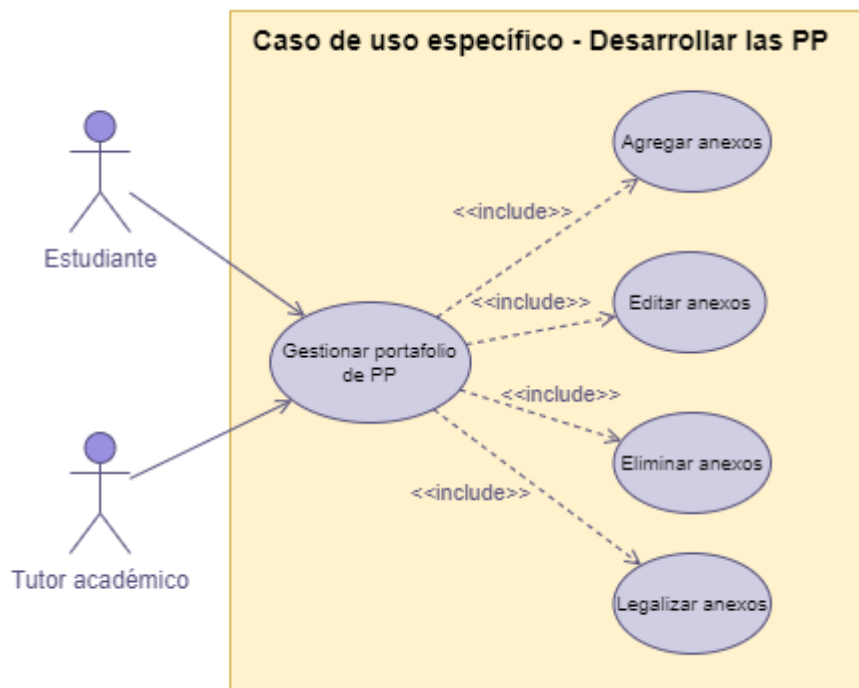 Caso de uso específico - Desarrollar las PP
Agregar anexos
<<include>>
Estudiante
<<include>>
Editar anexos
Gestionar portafolio
de PP
<<include>>
Eliminar anexos
<<include>>
Tutor académico
Legalizar anexos